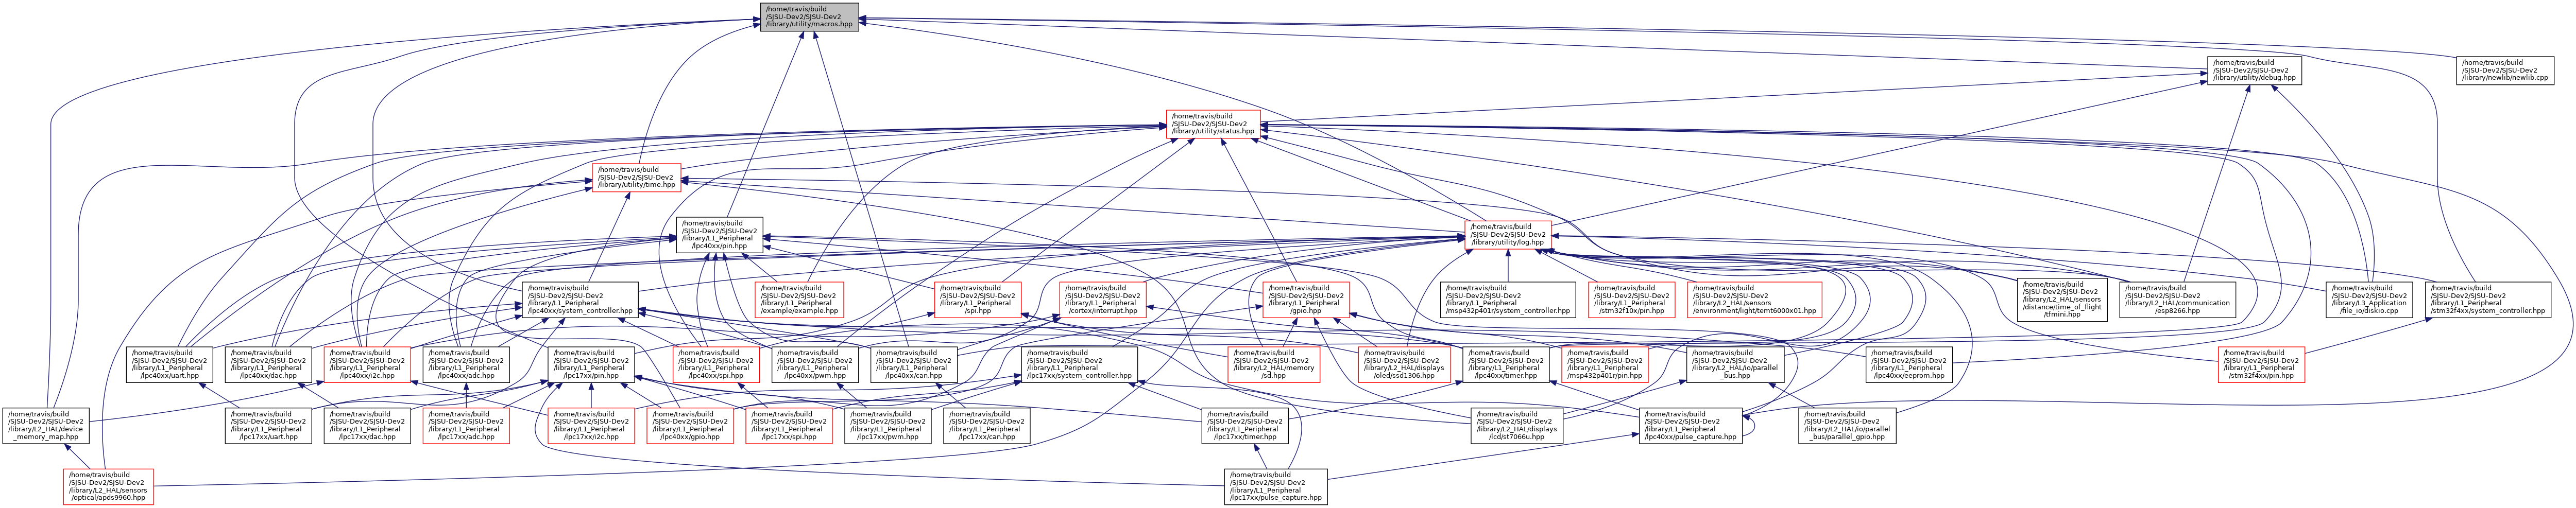 /home/travis/build
/SJSU-Dev2/SJSU-Dev2
/library/utility/macros.hpp
/home/travis/build
/SJSU-Dev2/SJSU-Dev2
/library/utility/debug.hpp
/home/travis/build
/SJSU-Dev2/SJSU-Dev2
/library/newlib/newlib.cpp
/home/travis/build
/SJSU-Dev2/SJSU-Dev2
/library/utility/status.hpp
/home/travis/build
/SJSU-Dev2/SJSU-Dev2
/library/utility/time.hpp
/home/travis/build
/SJSU-Dev2/SJSU-Dev2
/library/L1_Peripheral
/lpc40xx/pin.hpp
/home/travis/build
/SJSU-Dev2/SJSU-Dev2
/library/utility/log.hpp
/home/travis/build
/SJSU-Dev2/SJSU-Dev2
/library/L1_Peripheral
/lpc40xx/system_controller.hpp
/home/travis/build
/SJSU-Dev2/SJSU-Dev2
/library/L1_Peripheral
/example/example.hpp
/home/travis/build
/SJSU-Dev2/SJSU-Dev2
/library/L1_Peripheral
/spi.hpp
/home/travis/build
/SJSU-Dev2/SJSU-Dev2
/library/L1_Peripheral
/cortex/interrupt.hpp
/home/travis/build
/SJSU-Dev2/SJSU-Dev2
/library/L1_Peripheral
/gpio.hpp
/home/travis/build
/SJSU-Dev2/SJSU-Dev2
/library/L1_Peripheral
/msp432p401r/system_controller.hpp
/home/travis/build
/SJSU-Dev2/SJSU-Dev2
/library/L1_Peripheral
/stm32f10x/pin.hpp
/home/travis/build
/SJSU-Dev2/SJSU-Dev2
/library/L2_HAL/sensors
/environment/light/temt6000x01.hpp
/home/travis/build
/SJSU-Dev2/SJSU-Dev2
/library/L2_HAL/sensors
/distance/time_of_flight
/tfmini.hpp
/home/travis/build
/SJSU-Dev2/SJSU-Dev2
/library/L2_HAL/communication
/esp8266.hpp
/home/travis/build
/SJSU-Dev2/SJSU-Dev2
/library/L3_Application
/file_io/diskio.cpp
/home/travis/build
/SJSU-Dev2/SJSU-Dev2
/library/L1_Peripheral
/stm32f4xx/system_controller.hpp
/home/travis/build
/SJSU-Dev2/SJSU-Dev2
/library/L1_Peripheral
/lpc40xx/uart.hpp
/home/travis/build
/SJSU-Dev2/SJSU-Dev2
/library/L1_Peripheral
/lpc40xx/dac.hpp
/home/travis/build
/SJSU-Dev2/SJSU-Dev2
/library/L1_Peripheral
/lpc40xx/i2c.hpp
/home/travis/build
/SJSU-Dev2/SJSU-Dev2
/library/L1_Peripheral
/lpc40xx/adc.hpp
/home/travis/build
/SJSU-Dev2/SJSU-Dev2
/library/L1_Peripheral
/lpc17xx/pin.hpp
/home/travis/build
/SJSU-Dev2/SJSU-Dev2
/library/L1_Peripheral
/lpc40xx/spi.hpp
/home/travis/build
/SJSU-Dev2/SJSU-Dev2
/library/L1_Peripheral
/lpc40xx/pwm.hpp
/home/travis/build
/SJSU-Dev2/SJSU-Dev2
/library/L1_Peripheral
/lpc40xx/can.hpp
/home/travis/build
/SJSU-Dev2/SJSU-Dev2
/library/L1_Peripheral
/lpc17xx/system_controller.hpp
/home/travis/build
/SJSU-Dev2/SJSU-Dev2
/library/L2_HAL/memory
/sd.hpp
/home/travis/build
/SJSU-Dev2/SJSU-Dev2
/library/L2_HAL/displays
/oled/ssd1306.hpp
/home/travis/build
/SJSU-Dev2/SJSU-Dev2
/library/L1_Peripheral
/lpc40xx/timer.hpp
/home/travis/build
/SJSU-Dev2/SJSU-Dev2
/library/L1_Peripheral
/msp432p401r/pin.hpp
/home/travis/build
/SJSU-Dev2/SJSU-Dev2
/library/L2_HAL/io/parallel
_bus.hpp
/home/travis/build
/SJSU-Dev2/SJSU-Dev2
/library/L1_Peripheral
/lpc40xx/eeprom.hpp
/home/travis/build
/SJSU-Dev2/SJSU-Dev2
/library/L1_Peripheral
/stm32f4xx/pin.hpp
/home/travis/build
/SJSU-Dev2/SJSU-Dev2
/library/L2_HAL/device
_memory_map.hpp
/home/travis/build
/SJSU-Dev2/SJSU-Dev2
/library/L1_Peripheral
/lpc17xx/uart.hpp
/home/travis/build
/SJSU-Dev2/SJSU-Dev2
/library/L1_Peripheral
/lpc17xx/dac.hpp
/home/travis/build
/SJSU-Dev2/SJSU-Dev2
/library/L1_Peripheral
/lpc17xx/adc.hpp
/home/travis/build
/SJSU-Dev2/SJSU-Dev2
/library/L1_Peripheral
/lpc17xx/i2c.hpp
/home/travis/build
/SJSU-Dev2/SJSU-Dev2
/library/L1_Peripheral
/lpc40xx/gpio.hpp
/home/travis/build
/SJSU-Dev2/SJSU-Dev2
/library/L1_Peripheral
/lpc17xx/spi.hpp
/home/travis/build
/SJSU-Dev2/SJSU-Dev2
/library/L1_Peripheral
/lpc17xx/pwm.hpp
/home/travis/build
/SJSU-Dev2/SJSU-Dev2
/library/L1_Peripheral
/lpc17xx/can.hpp
/home/travis/build
/SJSU-Dev2/SJSU-Dev2
/library/L1_Peripheral
/lpc17xx/timer.hpp
/home/travis/build
/SJSU-Dev2/SJSU-Dev2
/library/L2_HAL/displays
/lcd/st7066u.hpp
/home/travis/build
/SJSU-Dev2/SJSU-Dev2
/library/L1_Peripheral
/lpc40xx/pulse_capture.hpp
/home/travis/build
/SJSU-Dev2/SJSU-Dev2
/library/L2_HAL/io/parallel
_bus/parallel_gpio.hpp
/home/travis/build
/SJSU-Dev2/SJSU-Dev2
/library/L2_HAL/sensors
/optical/apds9960.hpp
/home/travis/build
/SJSU-Dev2/SJSU-Dev2
/library/L1_Peripheral
/lpc17xx/pulse_capture.hpp